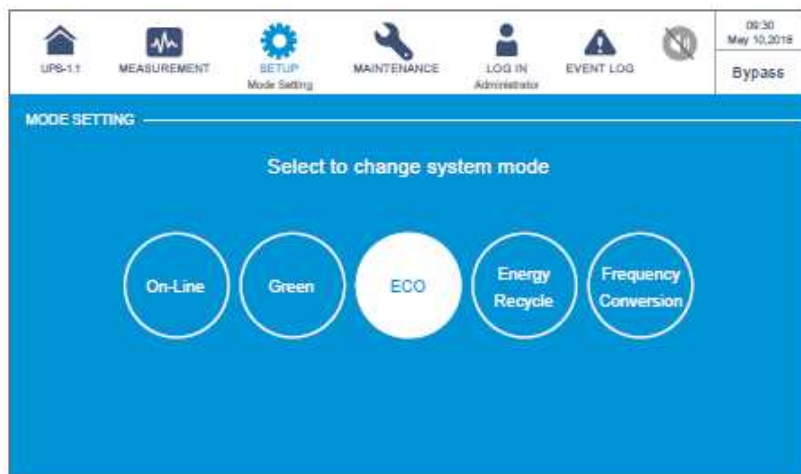 09:30
May 10,2018
UPS-1.1
MEASUREMENT
SETUP
MAINTENANCE
LOG IN
EVENT LOG
Mode Setting
Administrator
Bypass
MODE SETTING
Select to change system mode
On-Line
Green
ECO
Energy
Recycle
Frequency
Conversion